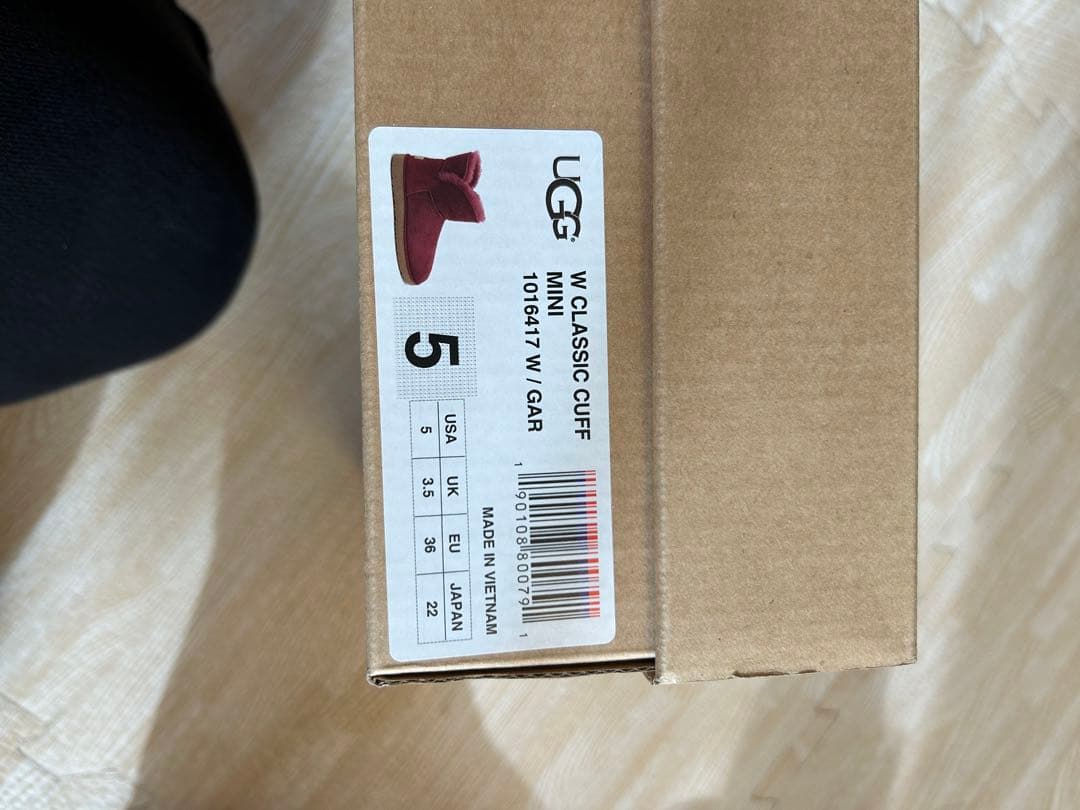 UGG
W CLASSIC CUFF
MINI
1016417 W / GAR
1 90108 80079 1
MADE IN VIETNAM
5
USA UK EU JAPAN
5 3.5 36 22